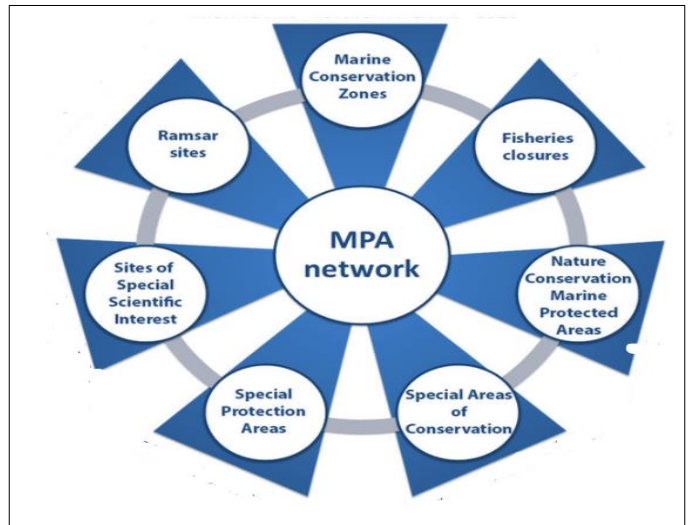 Marine
Conservation
Zones
Ramsar
sites
Fisheries
closures
MPA
network
Sites of
Special
Scientific
Interest
Nature
Conservation
Marine
Protected
Areas
Special
Protection
Areas
Special Areas
of
Conservation